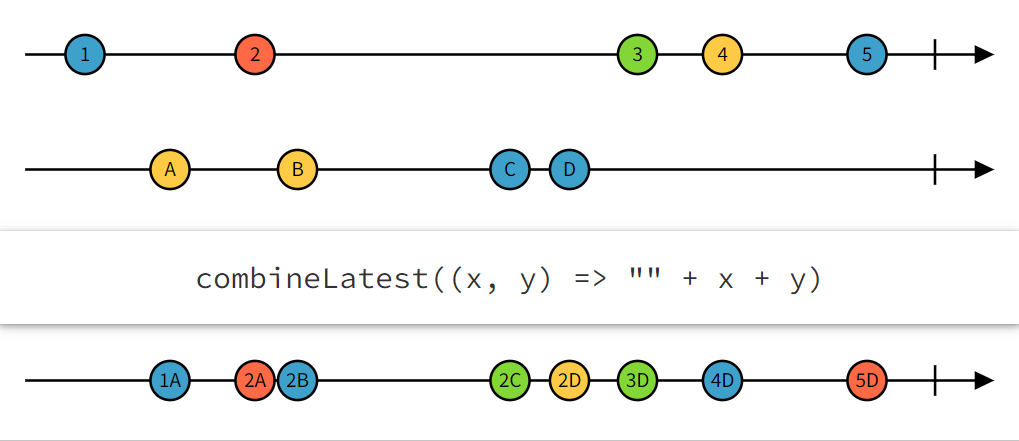 1 2 3 4 5
A B C D
combineLatest((x, y) => "" + x + y)
1A 2A 2B 2C 2D 3D 4D 5D